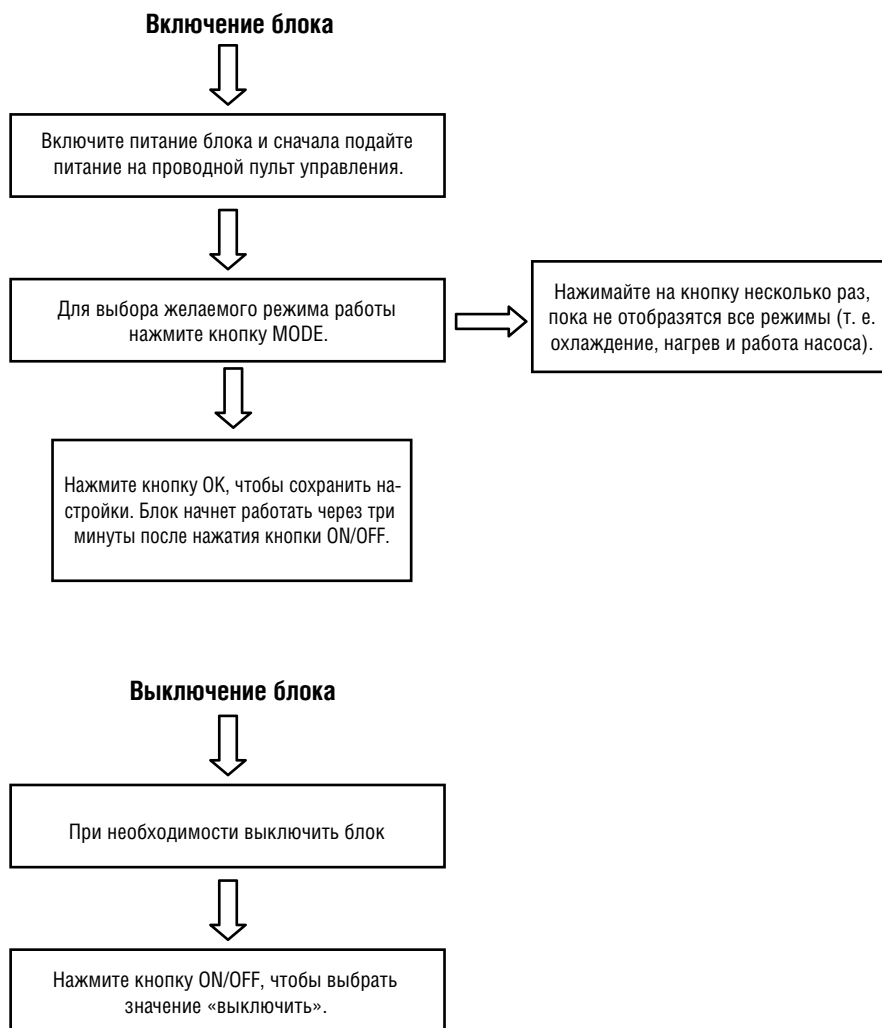 Включение блока
Включите питание блока и сначала подайте
питание на проводной пульт управления.
Для выбора желаемого режима работы
нажмите кнопку MODE.
Нажимайте на кнопку несколько раз,
пока не отобразятся все режимы (т. е.
охлаждение, нагрев и работа насоса).
Нажмите кнопку OK, чтобы сохранить на-
стройки. Блок начнет работать через три
минуты после нажатия кнопки ON/OFF.
Выключение блока
При необходимости выключить блок
Нажмите кнопку ON/OFF, чтобы выбрать
значение «выключить».